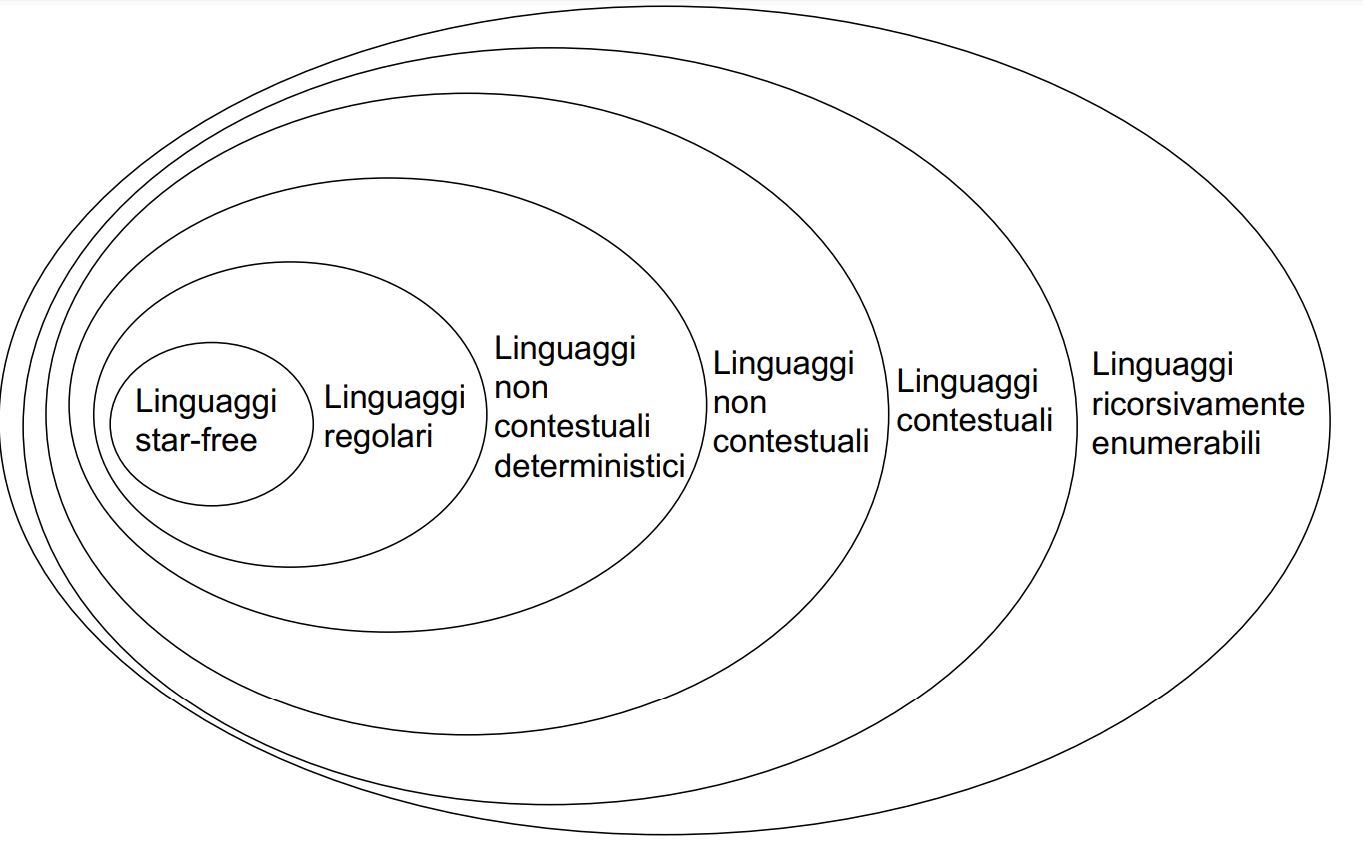 Linguaggi
star-free
Linguaggi
regolari
Linguaggi
non
contestuali
deterministici
Linguaggi
non
contestuali
Linguaggi
contestuali
Linguaggi
ricorsivamente
enumerabili